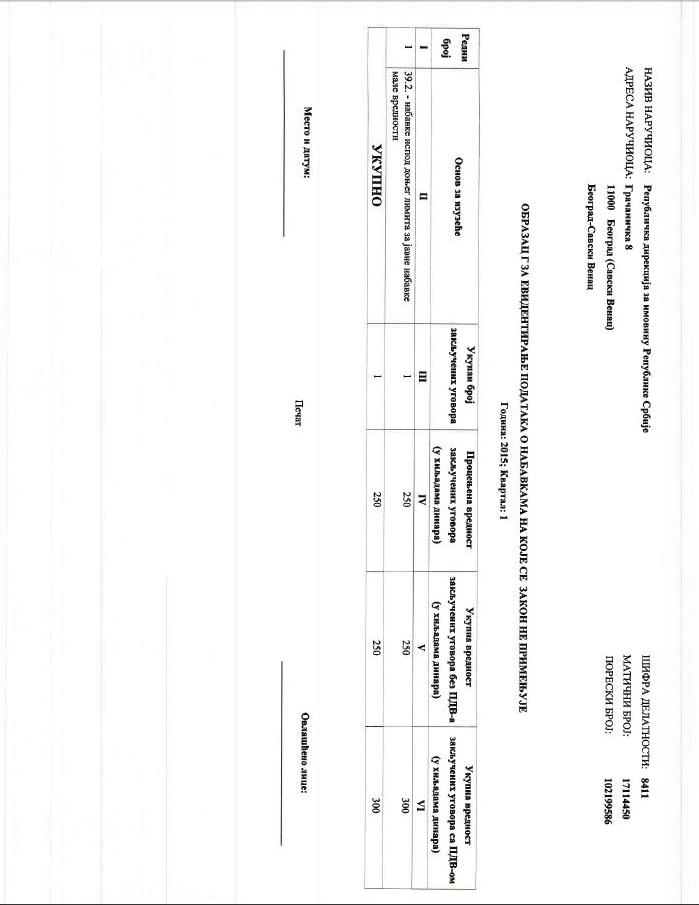 НАЗИВ НАРУЧИОЦА: Републичка дирекција за имовину Републике Србије
АДРЕСА НАРУЧИОЦА: Грачаничка 8
11000 Београд (Савски Венац)
Београд-Савски Венац
ШИФРА ДЕЛАТНОСТИ: 8411
МАТИЧНИ БРОЈ: 17114450
ПОРЕСКИ БРОЈ: 102199586
ОБРАЗАЦ Г ЗА ЕВИДЕНТИРАЊЕ ПОДАТАКА О НАБАВКАМА НА КОЈЕ СЕ ЗАКОН НЕ ПРИМЕЊУЈЕ
Година: 2015; Квартал: 1
Редни
број
Основ за изузеће
Укупан број
закључених уговора
Процењена вредност
закључених уговора
(у хиљадама динара)
Укупна вредност
закључених уговора без ПДВ-а
(у хиљадама динара)
Укупна вредност
закључених уговора са ПДВ-ом
(у хиљадама динара)
I II III IV V VI
1 39.2. - набавке испод доњег лимита за јавне набавке
мале вредности
1 250 250 300
УКУПНО 1 250 250 300
Место и датум: Печат Овлашћено лице: